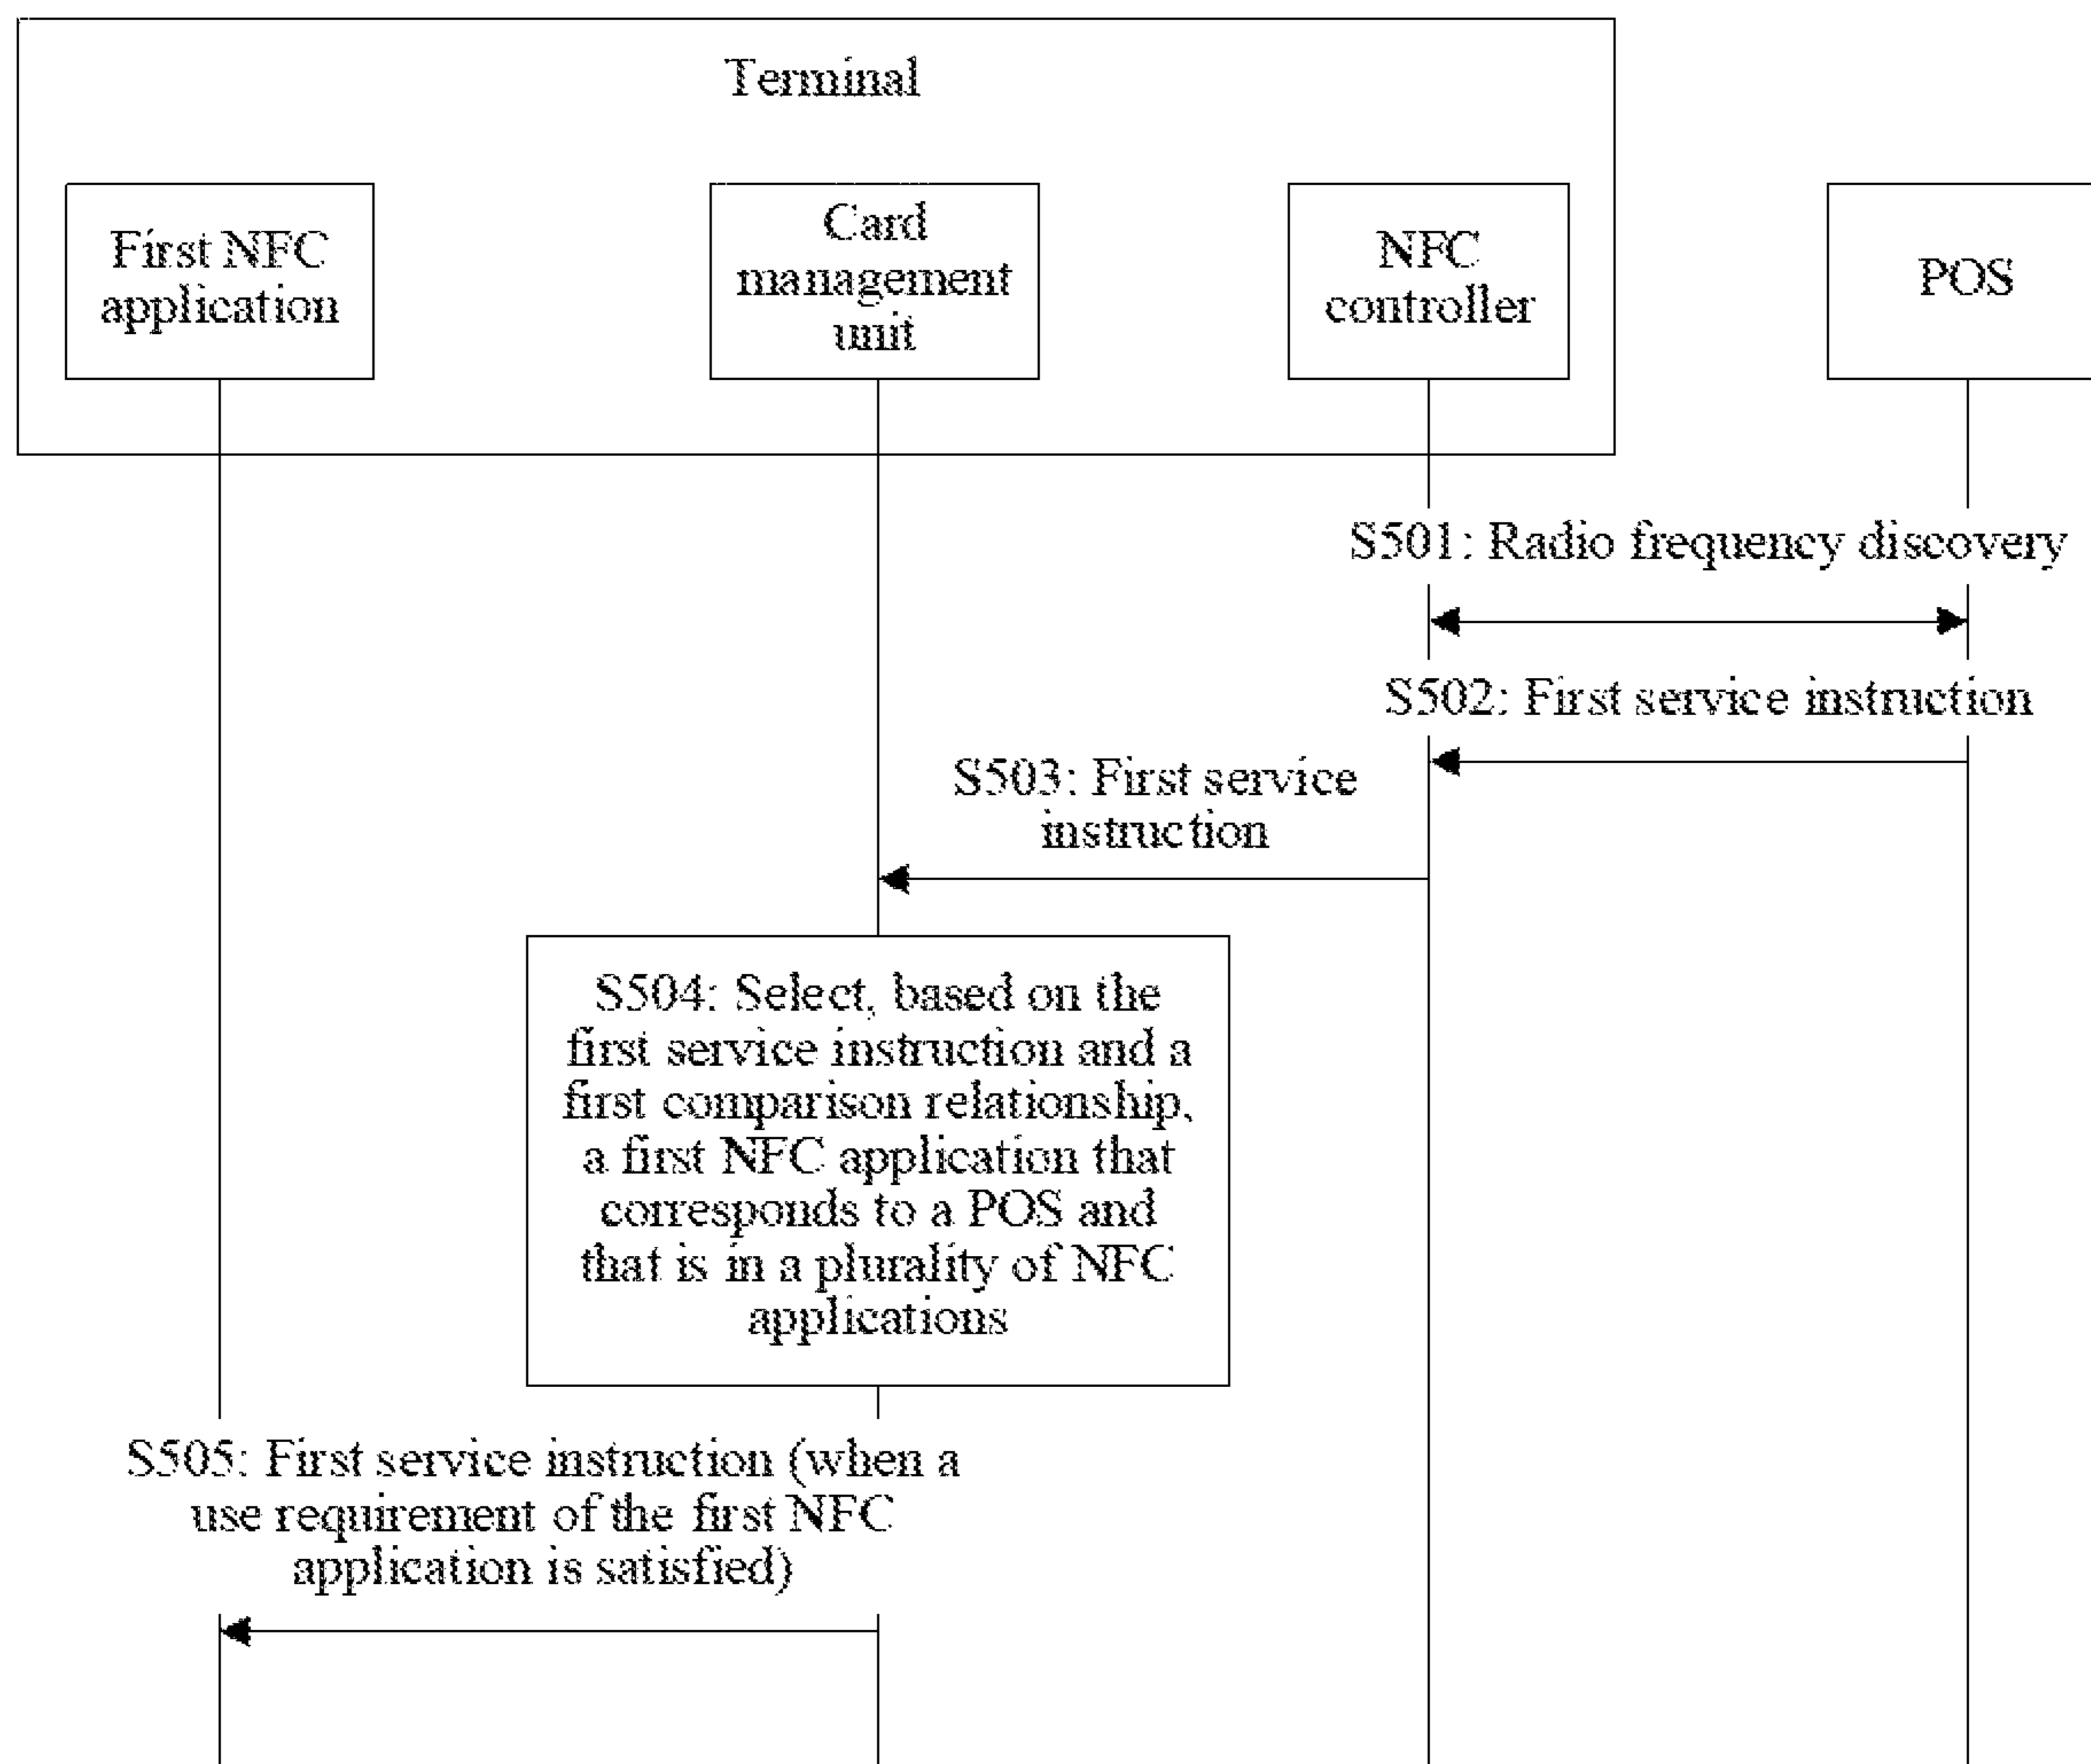 Terminal
First NFC
application
Card
management
unit
NFC
controller
POS
S501: Radio frequency discovery
S502: First service instruction
S503: First service
instruction
S504: Select, based on the
first service instruction and a
first comparison relationship,
a first NFC application that
corresponds to a POS and
that is in a plurality of NFC
applications
S505: First service instruction (when a
use requirement of the first NFC
application is satisfied)